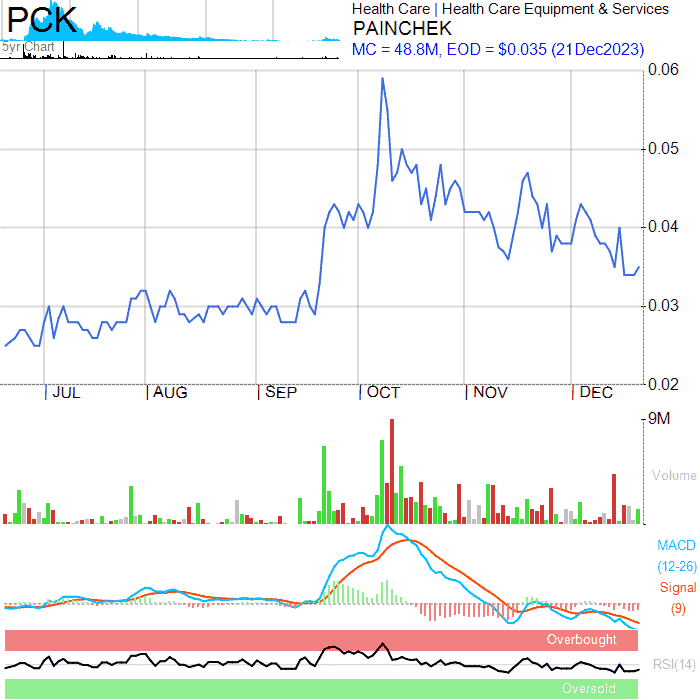 PCK
5yr Chart
Health Care | Health Care Equipment & Services
PAINCHEK
MC = 48.8M, EOD = $0.035 (21Dec2023)
0.06
0.05
0.04
0.03
0.02
JUL AUG SEP OCT NOV DEC
9M
Volume
MACD
(12-26)
Signal
(9)
Overbought
RSI(14)
Oversold